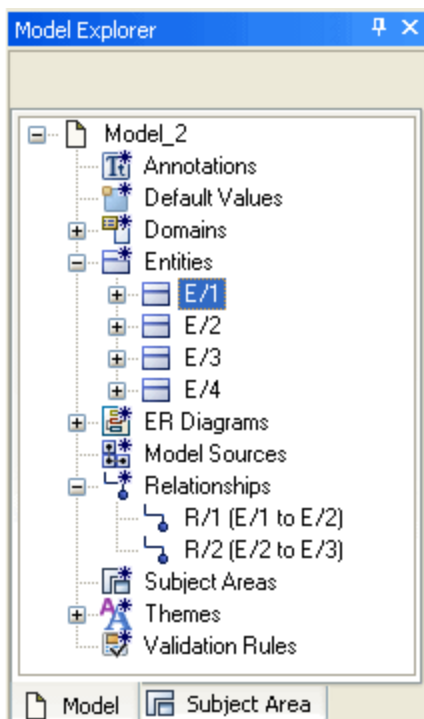 Model Explorer
Model_2
Annotations
Default Values
Domains
Entities
E/1
E/2
E/3
E/4
ER Diagrams
Model Sources
Relationships
R/1 (E/1 to E/2)
R/2 (E/2 to E/3)
Subject Areas
Themes
Validation Rules
Model Subject Area